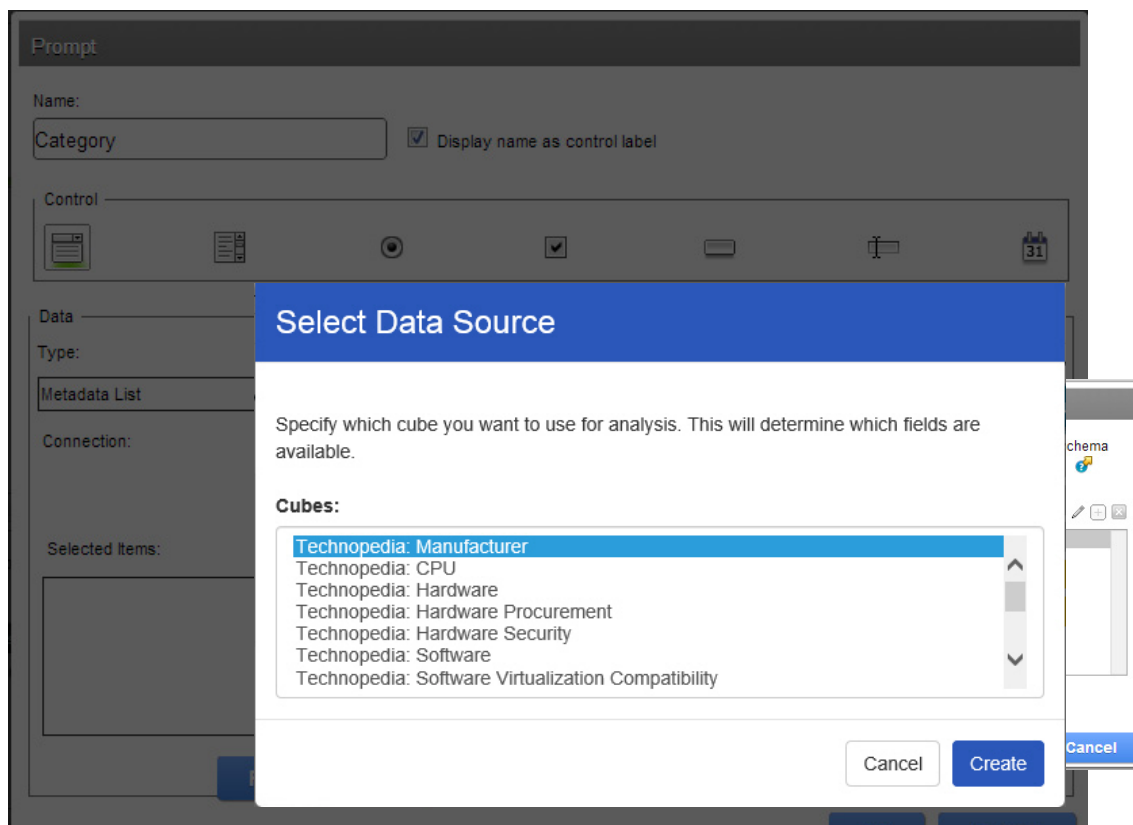 Prompt
Name:
Category
Display name as control label
Control
31
Data
Type:
Metadata List
Connection:
Selected Items:
Select Data Source
Specify which cube you want to use for analysis. This will determine which fields are
available.
Cubes:
Technopedia: Manufacturer
Technopedia: CPU
Technopedia: Hardware
Technopedia: Hardware Procurement
Technopedia: Hardware Security
Technopedia: Software
Technopedia: Software Virtualization Compatibility
Cancel
Create
chema
Cancel